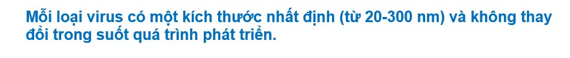 Mỗi loại virus có một kích thước nhất định (từ 20-300 nm) và không thay
đổi trong suốt quá trình phát triển.